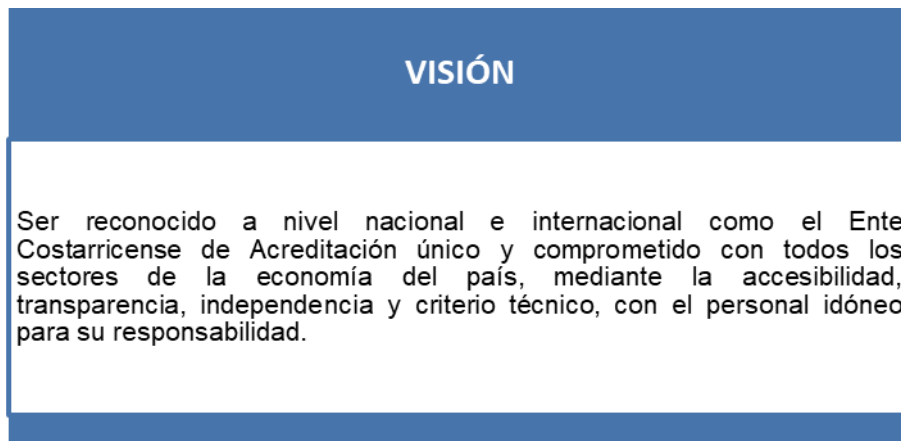 VISIÓN
Ser reconocido a nivel nacional e internacional como el Ente
Costarricense de Acreditación único y comprometido con todos los
sectores de la economía del país, mediante la accesibilidad,
transparencia, independencia y criterio técnico, con el personal idóneo
para su responsabilidad.